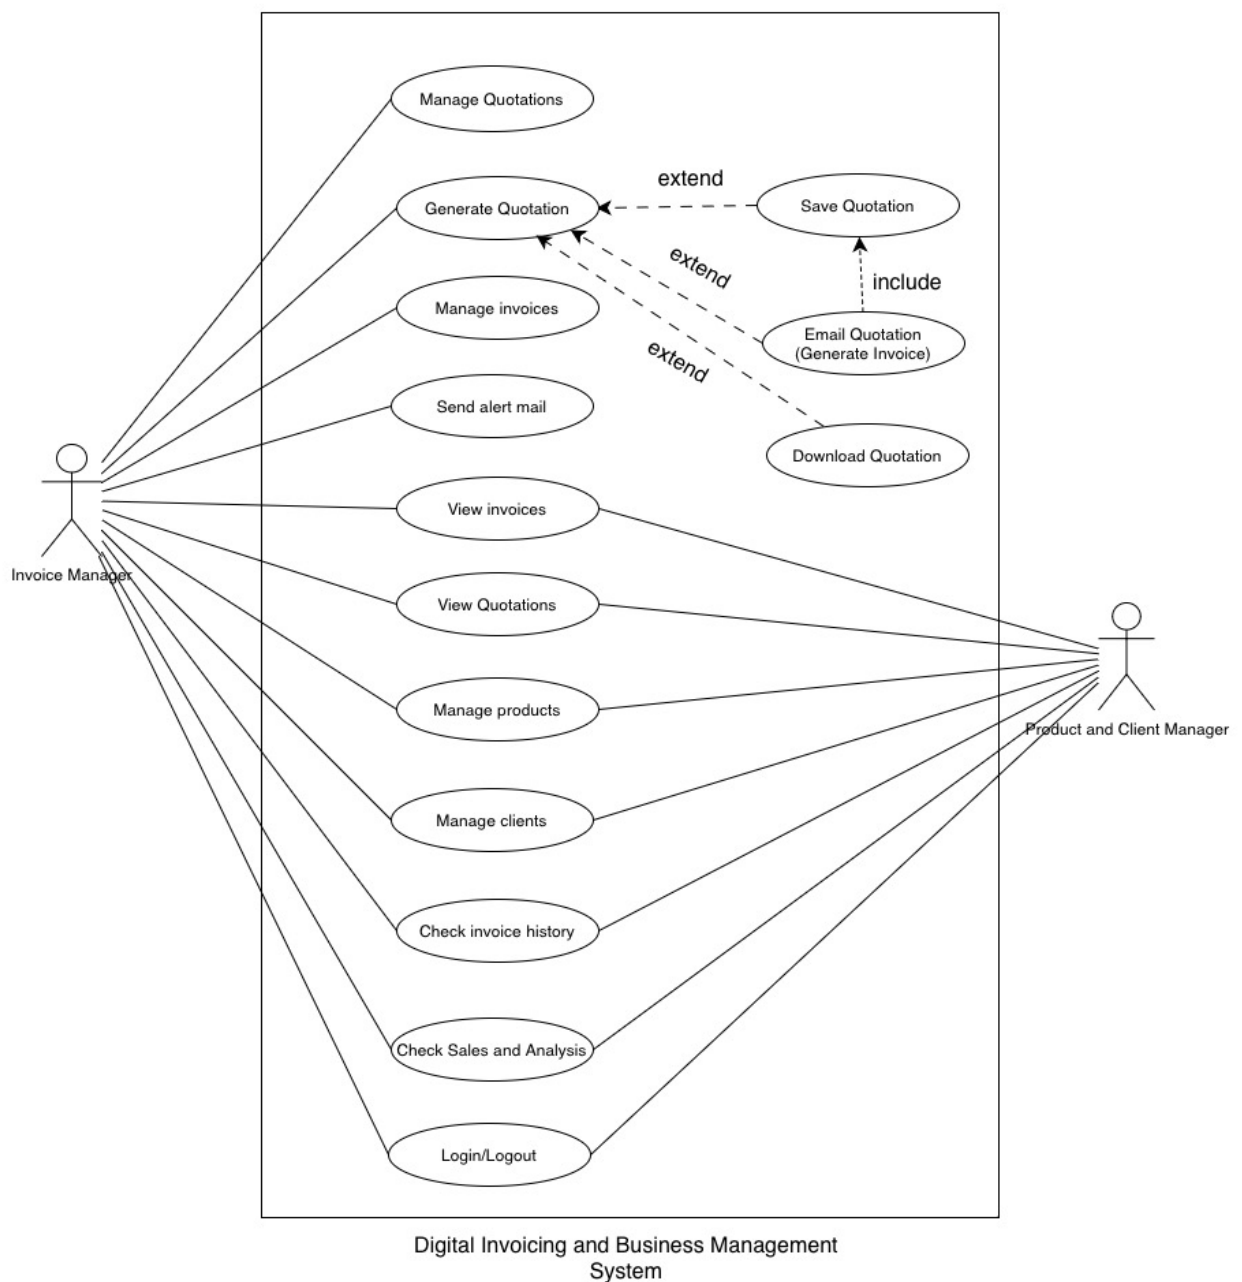 Manage Quotations
extend
Generate Quotation
Save Quotation
extend
include
Manage invoices
Email Quotation
(Generate Invoice)
extend
Send alert mail
Download Quotation
View invoices
Invoice Manager
View Quotations
Manage products
Product and Client Manager
Manage clients
Check invoice history
Check Sales and Analysis
Login/Logout
Digital Invoicing and Business Management
System